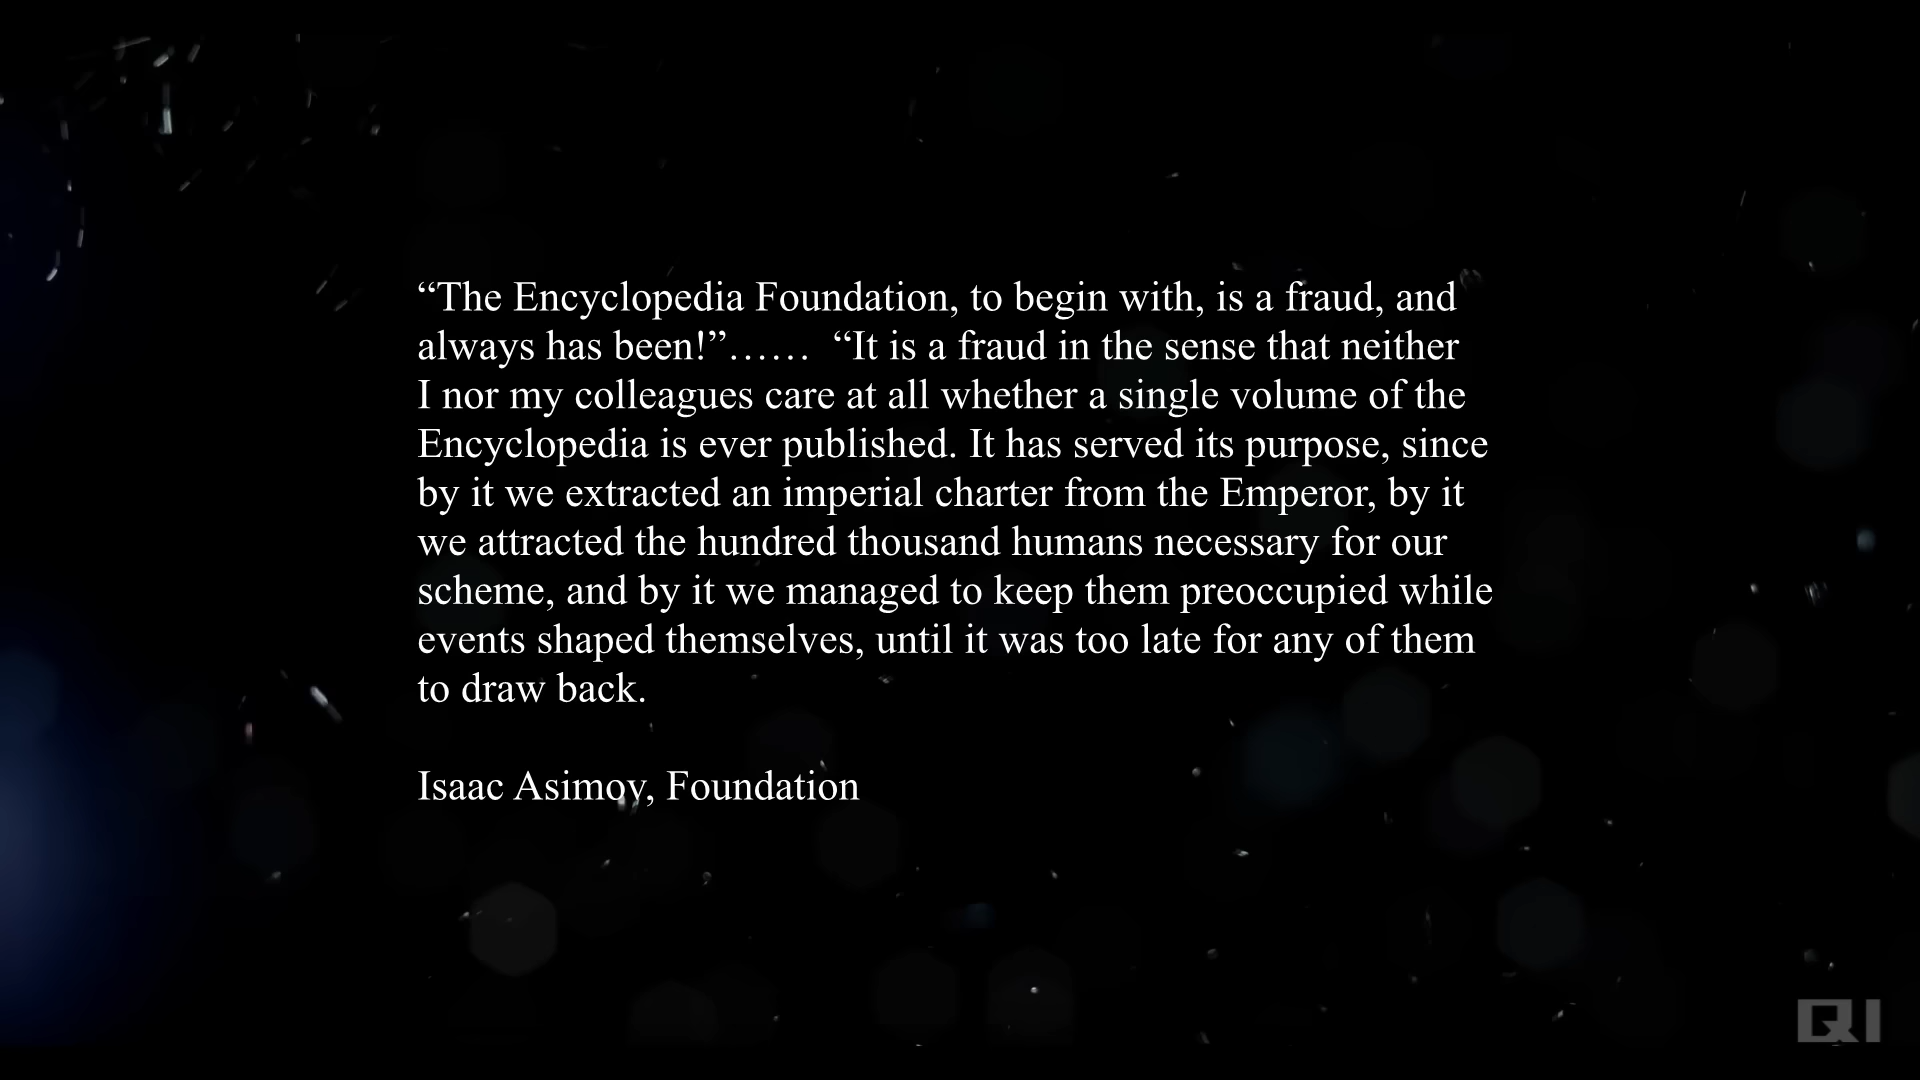 “The Encyclopedia Foundation, to begin with, is a fraud, and
always has been!”……  “It is a fraud in the sense that neither
I nor my colleagues care at all whether a single volume of the
Encyclopedia is ever published. It has served its purpose, since
by it we extracted an imperial charter from the Emperor, by it
we attracted the hundred thousand humans necessary for our
scheme, and by it we managed to keep them preoccupied while
events shaped themselves, until it was too late for any of them
to draw back.
Isaac Asimov, Foundation
QI